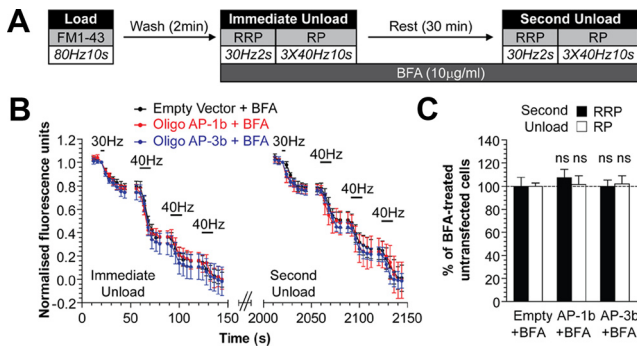 A
Load
FM1-43
80Hz10s
Wash (2min)
Immediate Unload
RRP RP
30Hz2s 3X40Hz10s
Rest (30 min)
Second Unload
RRP RP
30Hz2s 3X40Hz10s
BFA (10µg/ml)
B
Empty Vector + BFA
Oligo AP-1b + BFA
Oligo AP-3b + BFA
Normalised fluorescence units
1.2
1.0
0.8
0.6
0.4
0.2
0.0
-0.2
30Hz
40Hz
40Hz
40Hz
Immediate
Unload
30Hz
40Hz
40Hz
40Hz
Second
Unload
0 50 100 150 2000 2050 2100 2150
Time (s)
C
Second RRP
Unload RP
% of BFA-treated
untransfected cells
140
120
100
80
60
40
20
0
ns ns ns ns
Empty AP-1b AP-3b
+BFA +BFA +BFA